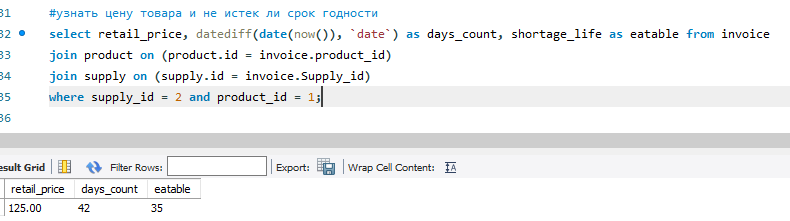 31 #узнать цену товара и не истек ли срок годности
32 select retail_price, datediff(date(now()), `date`) as days_count, shortage_life as eatable from invoice
33 join product on (product.id = invoice.product_id)
34 join supply on (supply.id = invoice.Supply_id)
35 where supply_id = 2 and product_id = 1;
36
esult Grid Filter Rows: Export: Wrap Cell Content: IA
retail_price days_count eatable
125.00 42 35